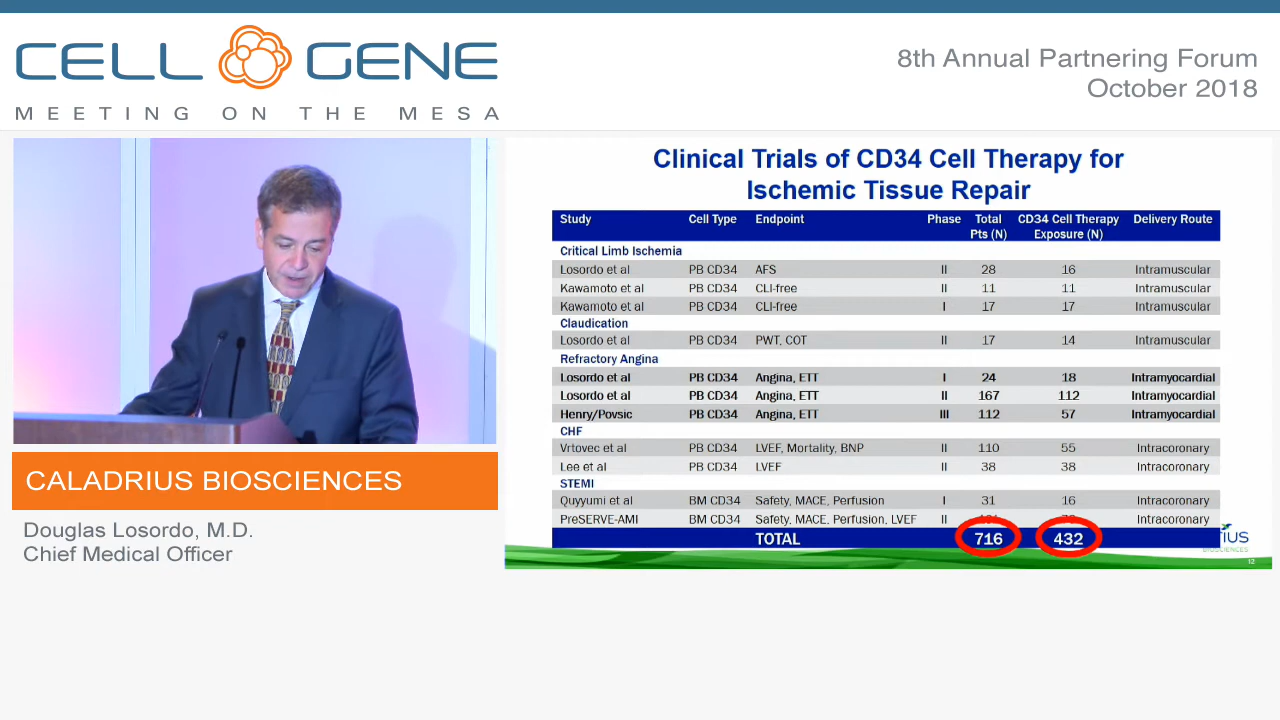 CELL GENE
MEETING ON THE MESA
8th Annual Partnering Forum
October 2018
CALADRIUS BIOSCIENCES
Douglas Losordo, M.D.
Chief Medical Officer
Clinical Trials of CD34 Cell Therapy for
Ischemic Tissue Repair
Study Cell Type Endpoint Phase Total Pts (N) CD34 Cell Therapy Exposure (N) Delivery Route
Critical Limb Ischemia
Losordo et al PB CD34 AFS II 28 16 Intramuscular
Kawamoto et al PB CD34 CLI-free II 11 11 Intramuscular
Kawamoto et al PB CD34 CLI-free I 17 17 Intramuscular
Claudication
Losordo et al PB CD34 PWT, COT II 17 14 Intramuscular
Refractory Angina
Losordo et al PB CD34 Angina, ETT I 24 18 Intramyocardial
Losordo et al PB CD34 Angina, ETT II 167 112 Intramyocardial
Henry/Povsic PB CD34 Angina, ETT III 112 57 Intramyocardial
CHF
Vrtovec et al PB CD34 LVEF, Mortality, BNP II 110 55 Intracoronary
Lee et al PB CD34 LVEF II 38 38 Intracoronary
STEMI
Quyyumi et al BM CD34 Safety, MACE, Perfusion I 31 16 Intracoronary
PreSERVE-AMI BM CD34 Safety, MACE, Perfusion, LVEF II Intracoronary
TOTAL 716 432
BIOSCIENCES
12